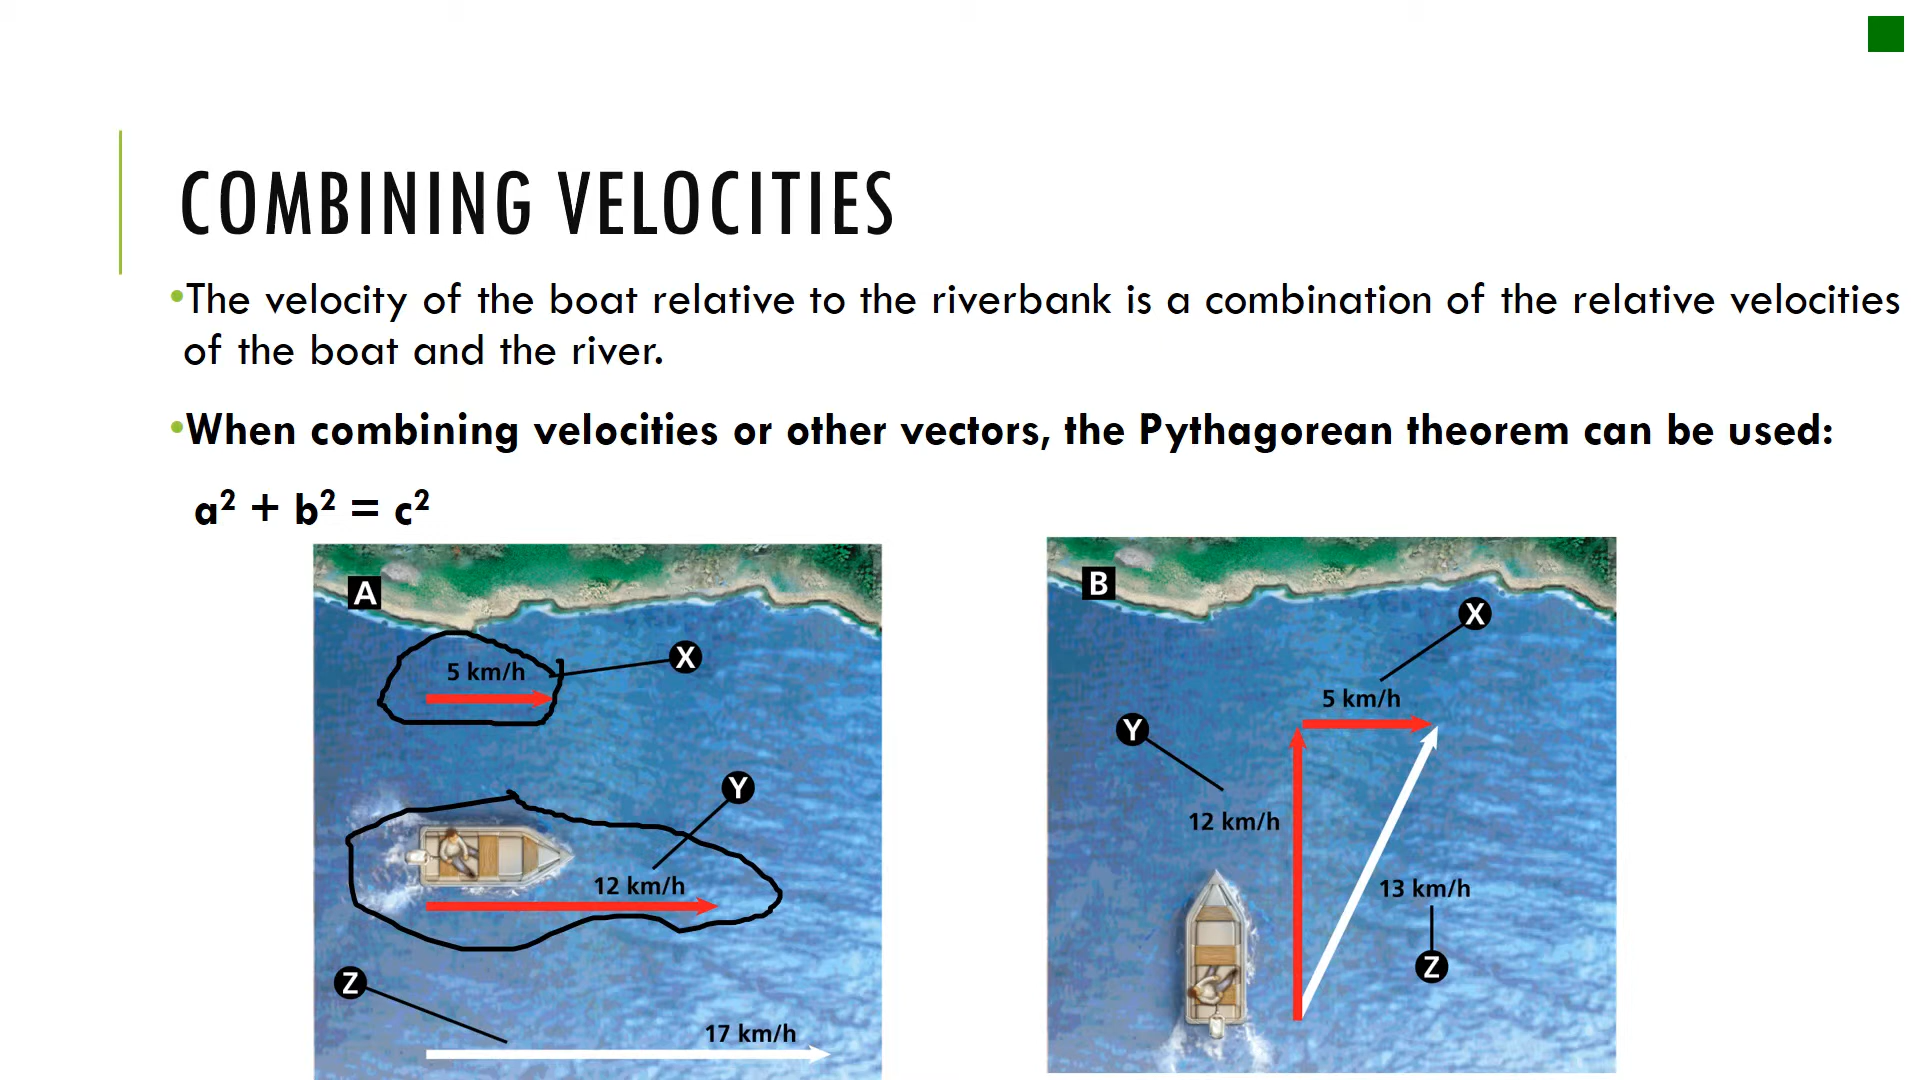 COMBINING VELOCITIES
•The velocity of the boat relative to the riverbank is a combination of the relative velocities
of the boat and the river.
•When combining velocities or other vectors, the Pythagorean theorem can be used:
a² + b² = c²
A
5 km/h
X
Y
12 km/h
Z
17 km/h
B
X
5 km/h
Y
12 km/h
13 km/h
Z